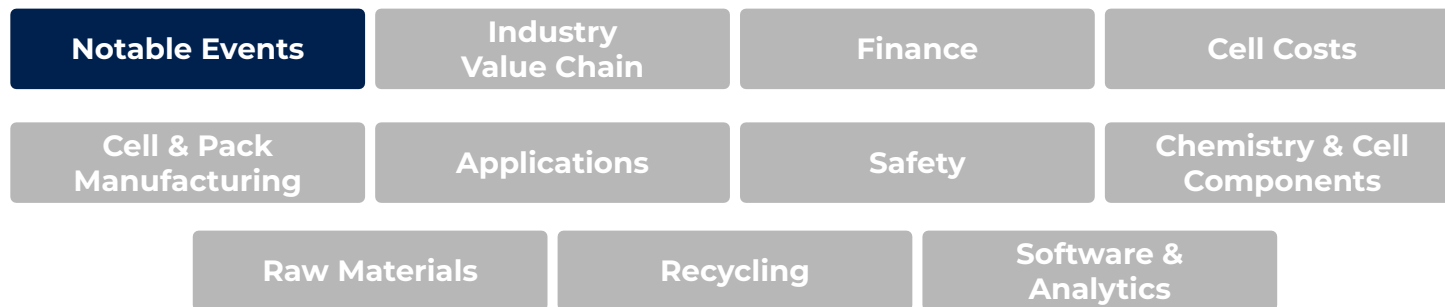 Notable Events
Industry
Value Chain
Finance
Cell Costs
Cell & Pack
Manufacturing
Applications
Safety
Chemistry & Cell
Components
Raw Materials
Recycling
Software &
Analytics